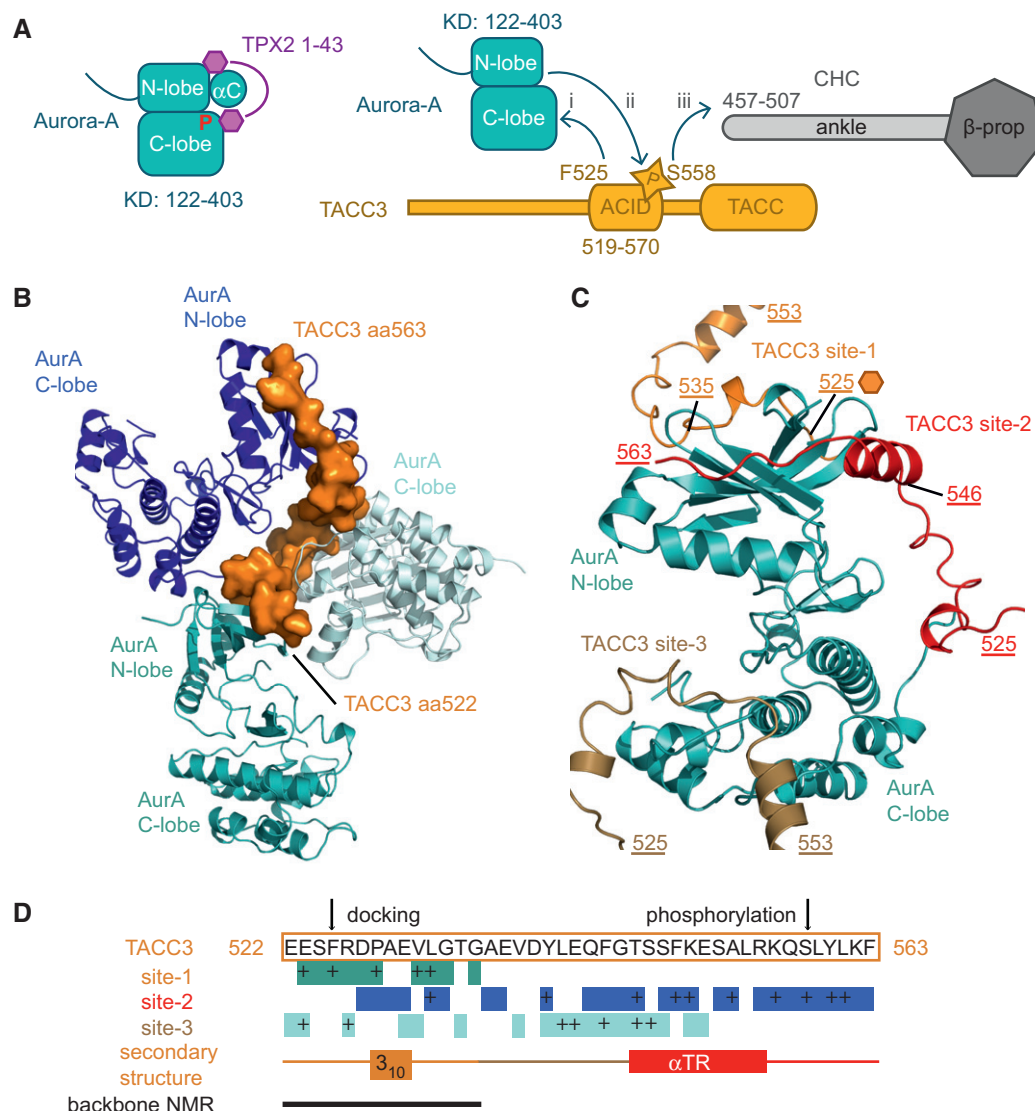 A
KD: 122-403
TPX2 1-43
N-lobe
αC
Aurora-A
P
C-lobe
KD: 122-403
N-lobe
Aurora-A
C-lobe
i
ii
iii
457-507
CHC
ankle
β-prop
F525
P
S558
TACC3
ACID
TACC
519-570
B
AurA
N-lobe
TACC3 aa563
AurA
C-lobe
AurA
C-lobe
AurA
N-lobe
TACC3 aa522
AurA
C-lobe
C
553
TACC3 site-1
535
525
TACC3 site-2
563
546
AurA
N-lobe
TACC3 site-3
525
AurA
C-lobe
525
553
D
docking
phosphorylation
TACC3 522 EESFRDPAEVLGTGAEVDYLEQFGTSSFKESALRKQSLYLKF 563
site-1 + + + + +
site-2 + + + + + + + + + +
site-3 + + + + + + +
secondary
structure
3₁₀
αTR
backbone NMR